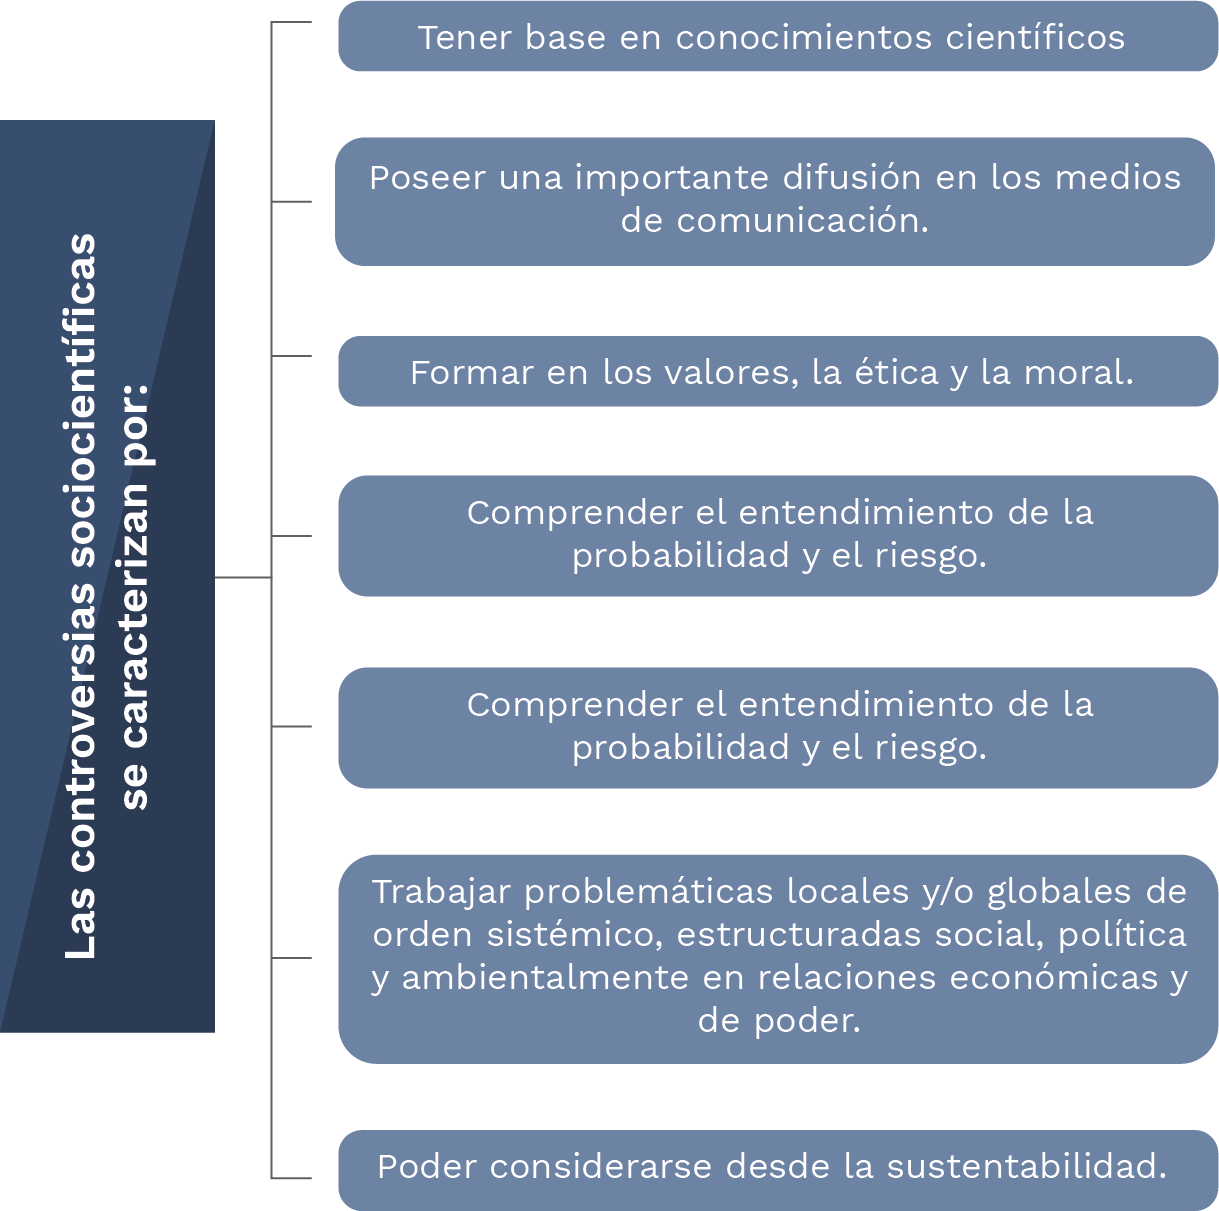 Las controversias sociocientíficas
se caracterizan por:
Tener base en conocimientos científicos
Poseer una importante difusión en los medios
de comunicación.
Formar en los valores, la ética y la moral.
Comprender el entendimiento de la
probabilidad y el riesgo.
Comprender el entendimiento de la
probabilidad y el riesgo.
Trabajar problemáticas locales y/o globales de
orden sistémico, estructuradas social, política
y ambientalmente en relaciones económicas y
de poder.
Poder considerarse desde la sustentabilidad.